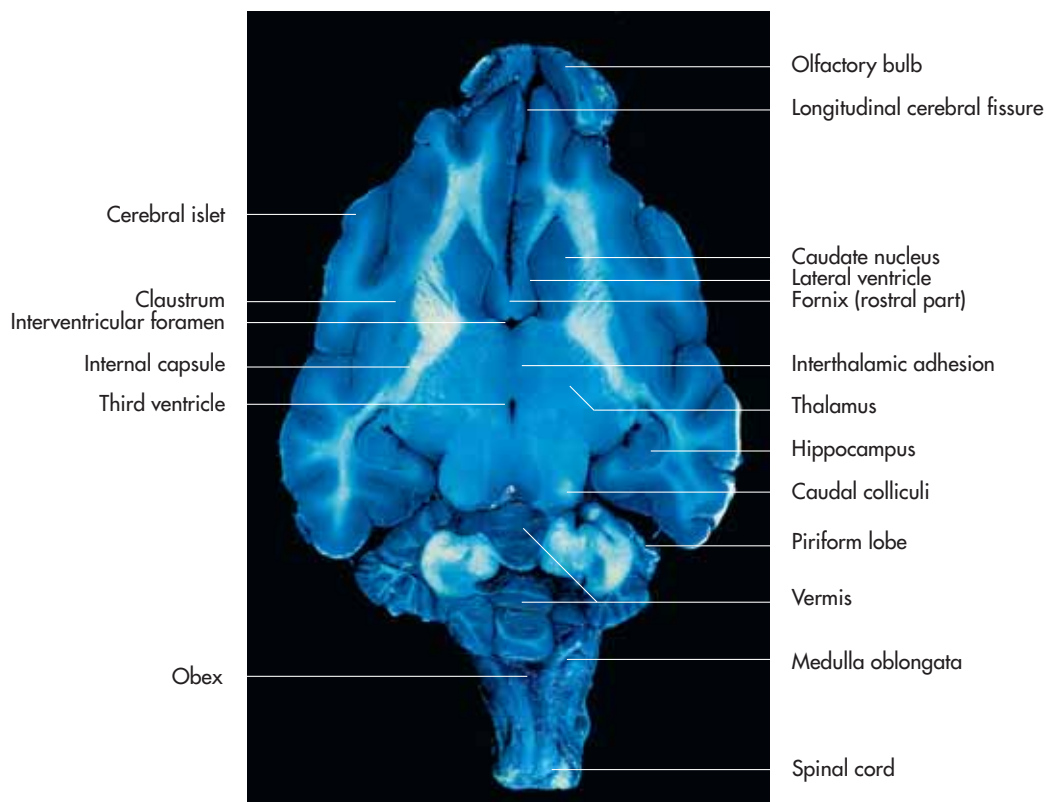 Olfactory bulb
Longitudinal cerebral fissure
Cerebral islet
Caudate nucleus
Lateral ventricle
Claustrum
Fornix (rostral part)
Interventricular foramen
Internal capsule
Interthalamic adhesion
Third ventricle
Thalamus
Hippocampus
Caudal colliculi
Piriform lobe
Vermis
Medulla oblongata
Obex
Spinal cord